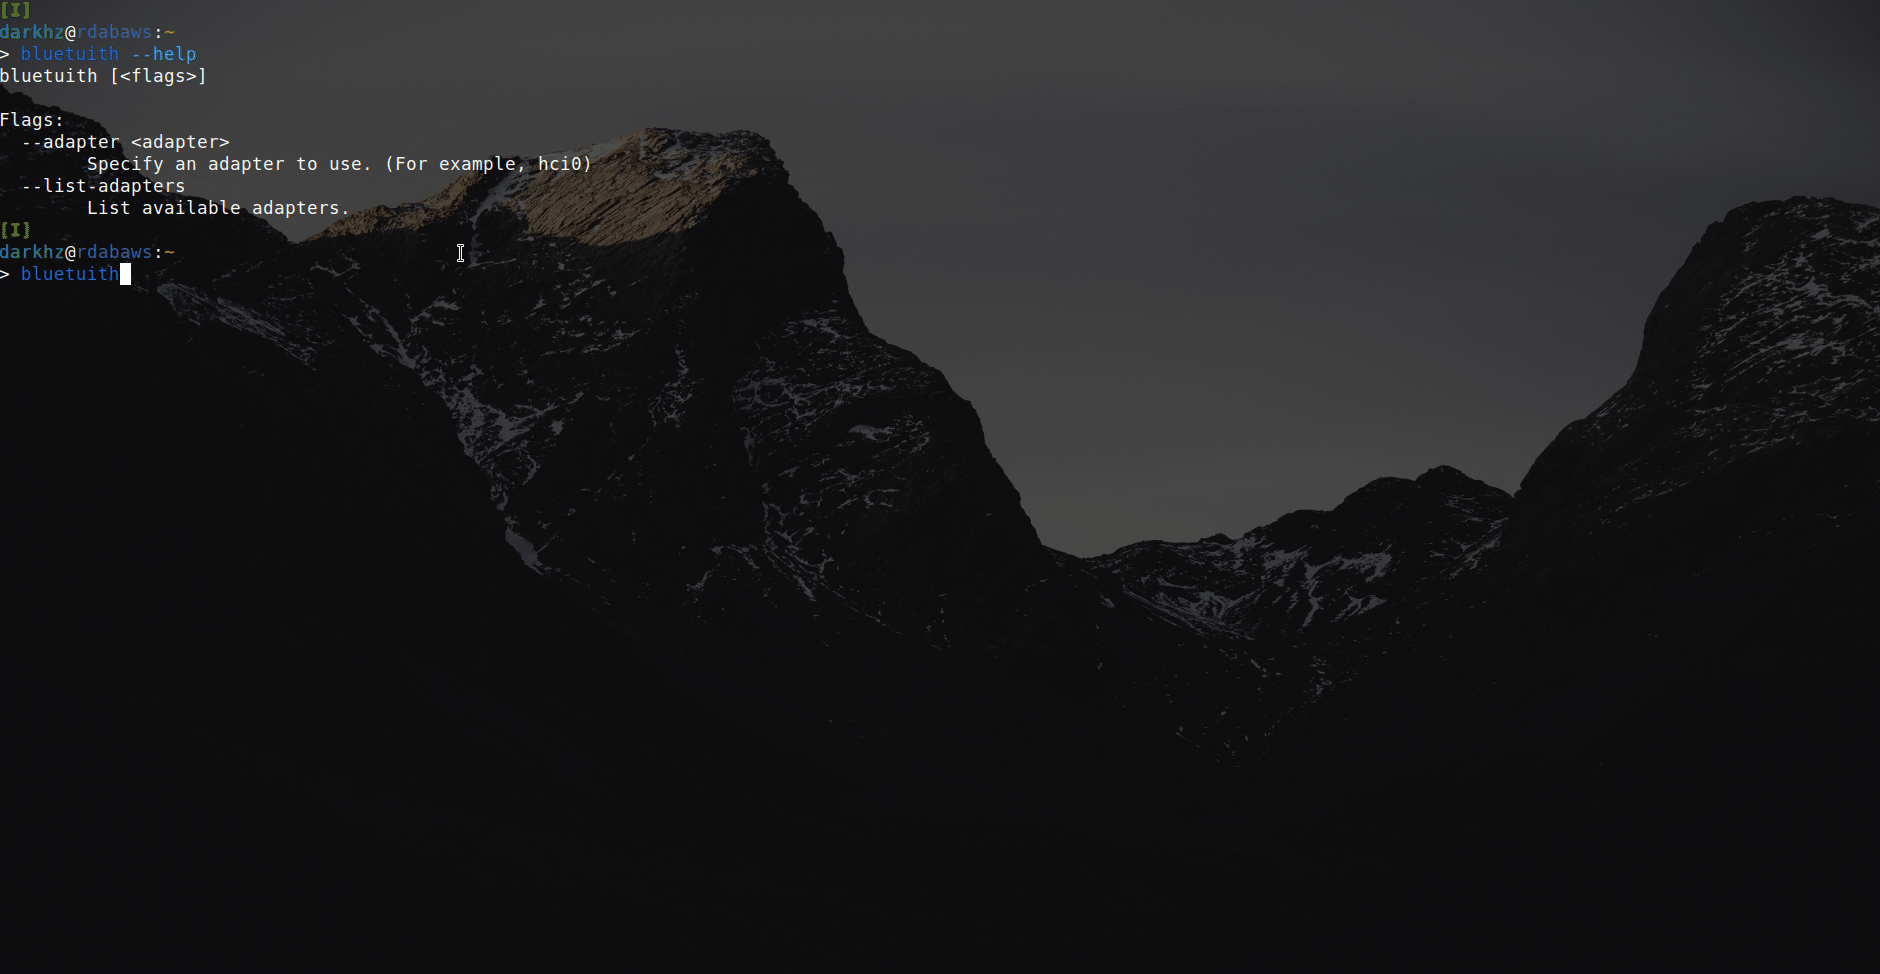 [I]
darkhz@rdabaws:~
> bluetuith --help
bluetuith [<flags>]
Flags:
--adapter <adapter>
Specify an adapter to use. (For example, hci0)
--list-adapters
List available adapters.
[I]
darkhz@rdabaws:~
> bluetuith